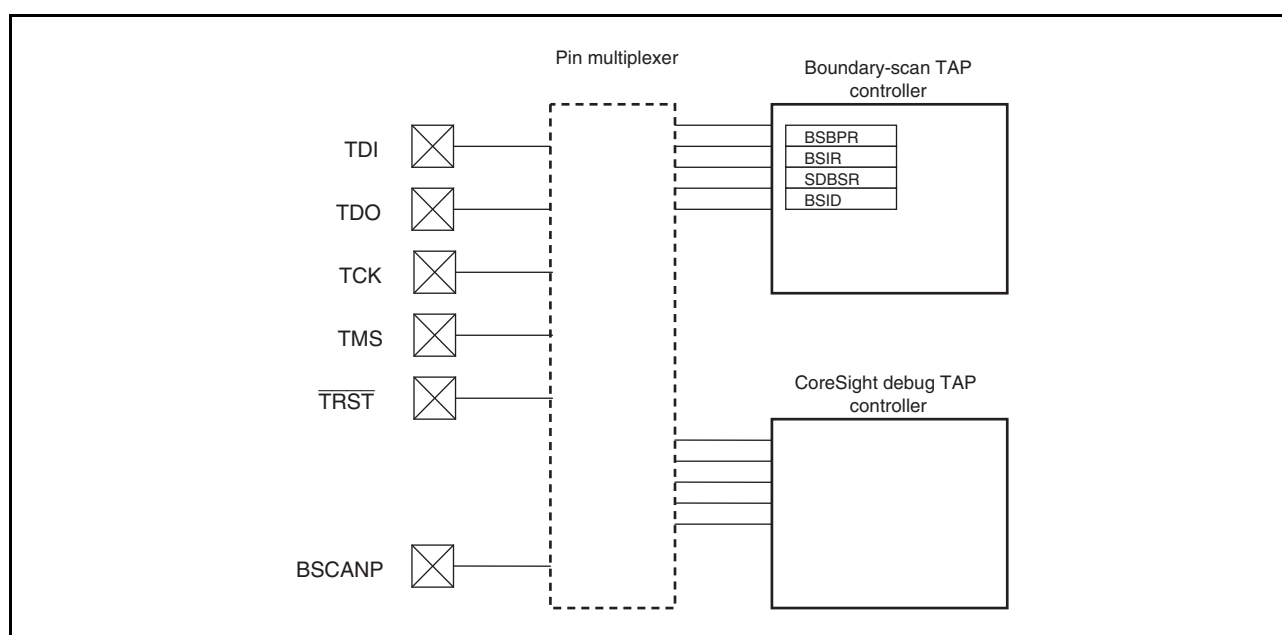 Pin multiplexer
Boundary-scan TAP
controller
TDI
TDO
TCK
TMS
TRST
BSCANP
BSBPR
BSIR
SDBSR
BSID
CoreSight debug TAP
controller